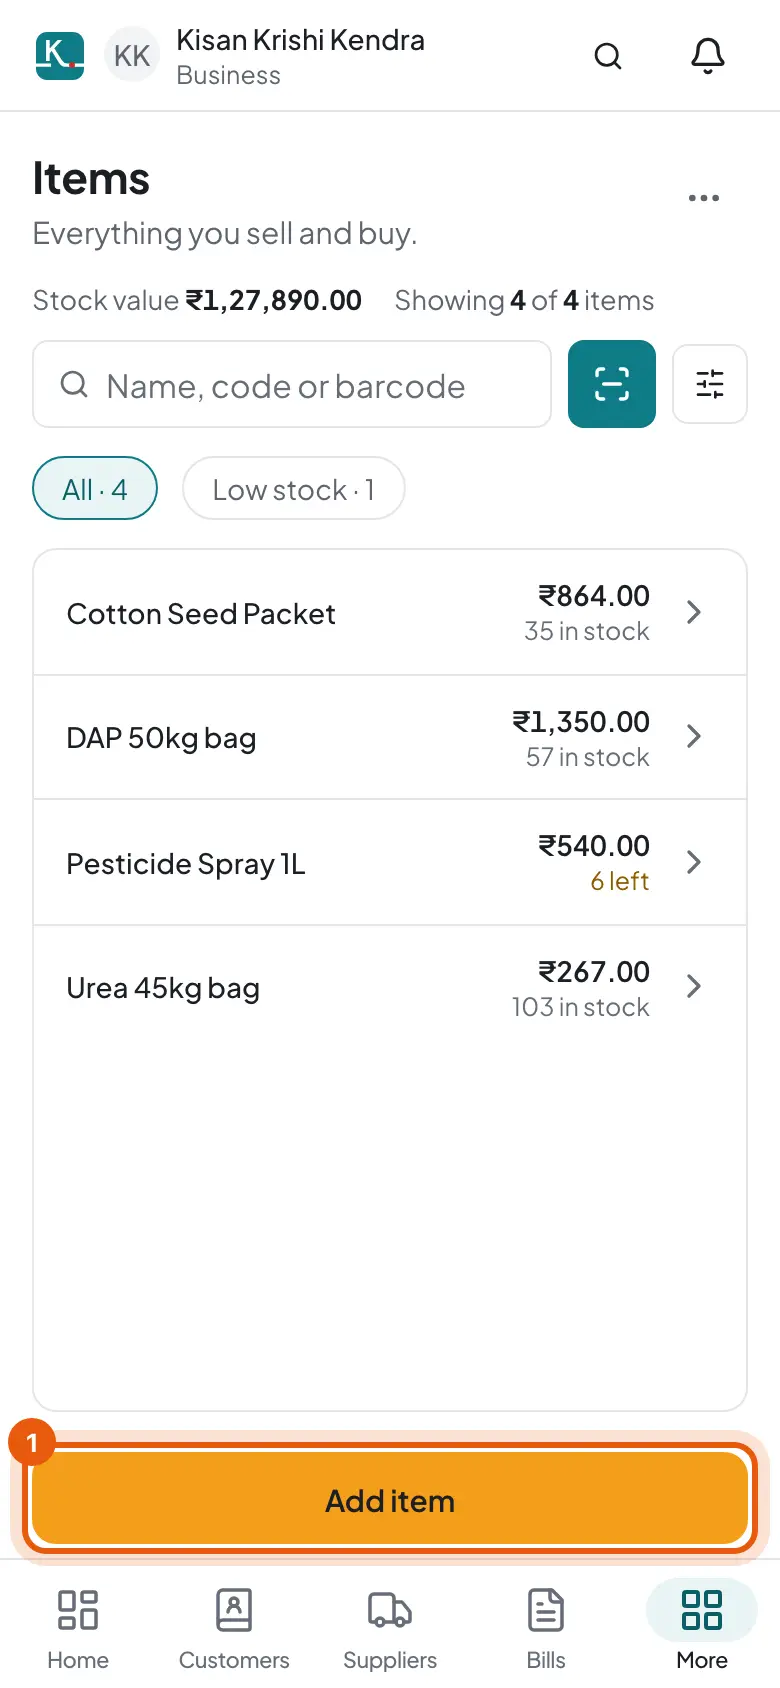 K.
KK
Kisan Krishi Kendra
Business
Items
Everything you sell and buy.
Stock value ₹1,27,890.00 Showing 4 of 4 items
Name, code or barcode
All · 4
Low stock · 1
Cotton Seed Packet
₹864.00
35 in stock
DAP 50kg bag
₹1,350.00
57 in stock
Pesticide Spray 1L
₹540.00
6 left
Urea 45kg bag
₹267.00
103 in stock
1
Add item
Home
Customers
Suppliers
Bills
More